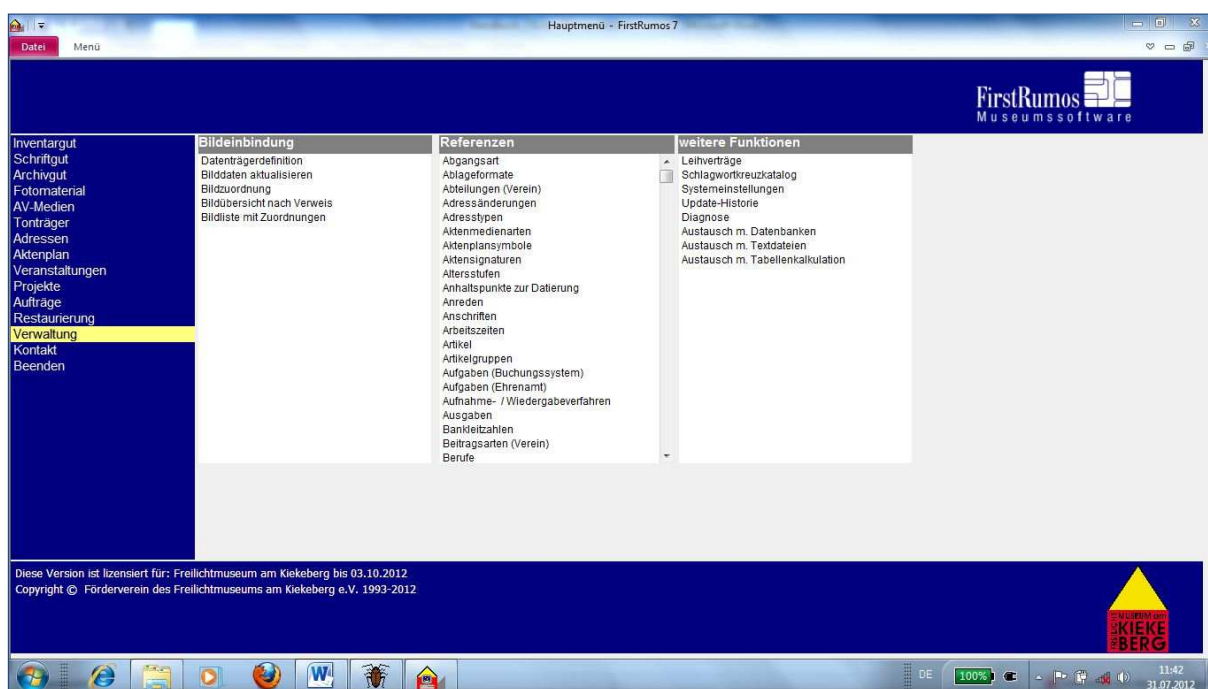 Hauptmenü - FirstRumos 7
Datei Menü
FirstRumos
Museumssoftware
Inventargut
Schriftgut
Archivgut
Fotomaterial
AV-Medien
Tonträger
Adressen
Aktenplan
Veranstaltungen
Projekte
Aufträge
Restaurierung
Verwaltung
Kontakt
Beenden
Bildeinbindung
Datenträgerdefinition
Bilddaten aktualisieren
Bildzuordnung
Bildübersicht nach Verweis
Bildliste mit Zuordnungen
Referenzen
Abgangsart
Ablageformate
Abteilungen (Verein)
Adressänderungen
Adresstypen
Aktenmedienarten
Aktenplansymbole
Aktensignaturen
Altersstufen
Anhaltspunkte zur Datierung
Anreden
Anschriften
Arbeitszeiten
Artikel
Artikelgruppen
Aufgaben (Buchungssystem)
Aufgaben (Ehrenamt)
Aufnahme- / Wiedergabeverfahren
Ausgaben
Bankleitzahlen
Beitragsarten (Verein)
Berufe
weitere Funktionen
Leihverträge
Schlagwortkreuzkatalog
Systemeinstellungen
Update-Historie
Diagnose
Austausch m. Datenbanken
Austausch m. Textdateien
Austausch m. Tabellenkalkulation
Diese Version ist lizensiert für: Freilichtmuseum am Kiekeberg bis 03.10.2012
Copyright © Förderverein des Freilichtmuseums am Kiekeberg e.V. 1993-2012
MUSEUM am
KIEKE
BERG
DE
100%
11:42
31.07.2012